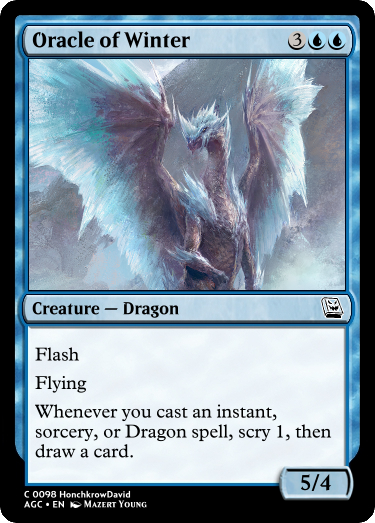 Oracle of Winter 3
Creature — Dragon
Flash
Flying
Whenever you cast an instant,
sorcery, or Dragon spell, scry 1, then
draw a card.
5/4
C 0098 HonchkrowDavid
AGC • EN Mazert Young